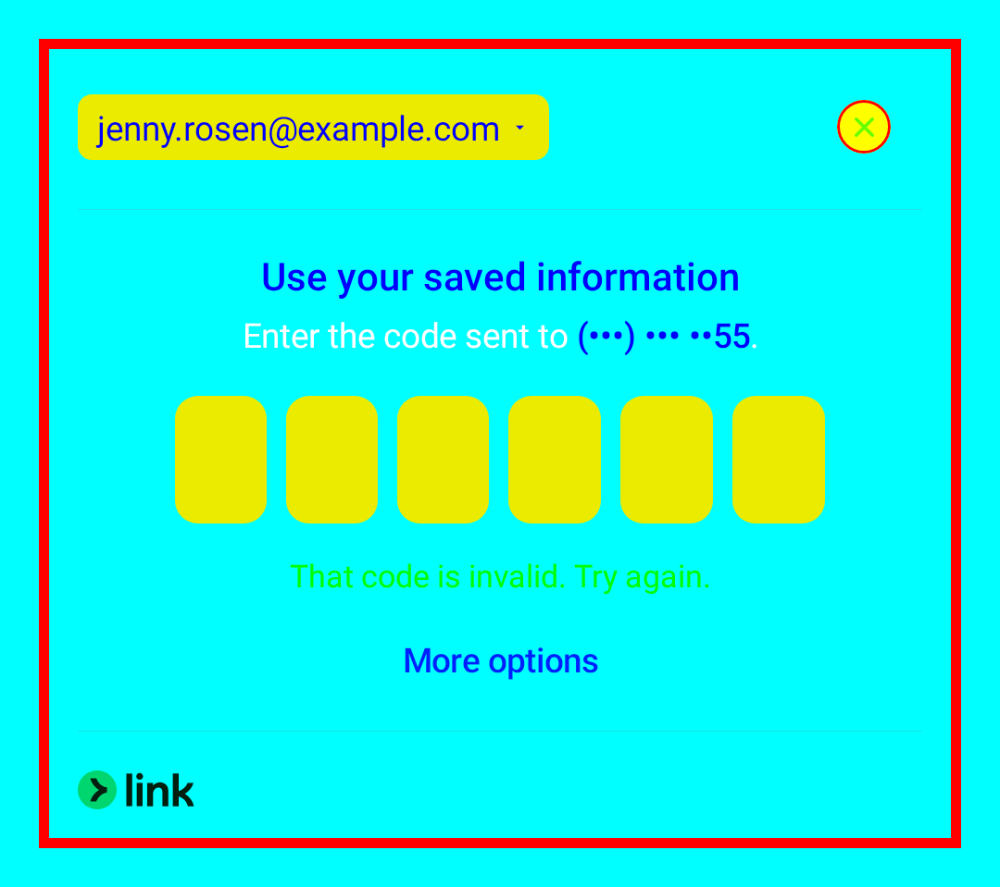 jenny.rosen@example.com
Use your saved information
Enter the code sent to (•••) ••• ••55.
That code is invalid. Try again.
More options
link